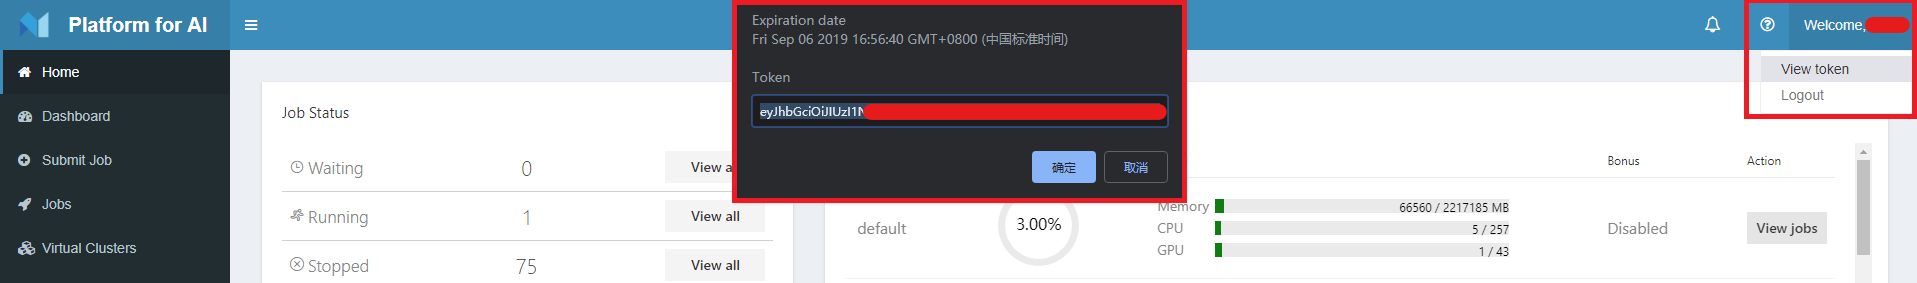 Platform for AI
Welcome,
Home
Dashboard
Submit Job
Jobs
Virtual Clusters
Expiration date
Fri Sep 06 2019 16:56:40 GMT+0800 (中国标准时间)
Token
eyJhbGciOiJIUzI1N
确定
取消
View token
Logout
Job Status
Waiting 0 View a
Running 1 View all
Stopped 75 View all
Bonus Action
default 3.00% Disabled View jobs
Memory 66560 / 2217185 MB
CPU 5 / 257
GPU 1 / 43